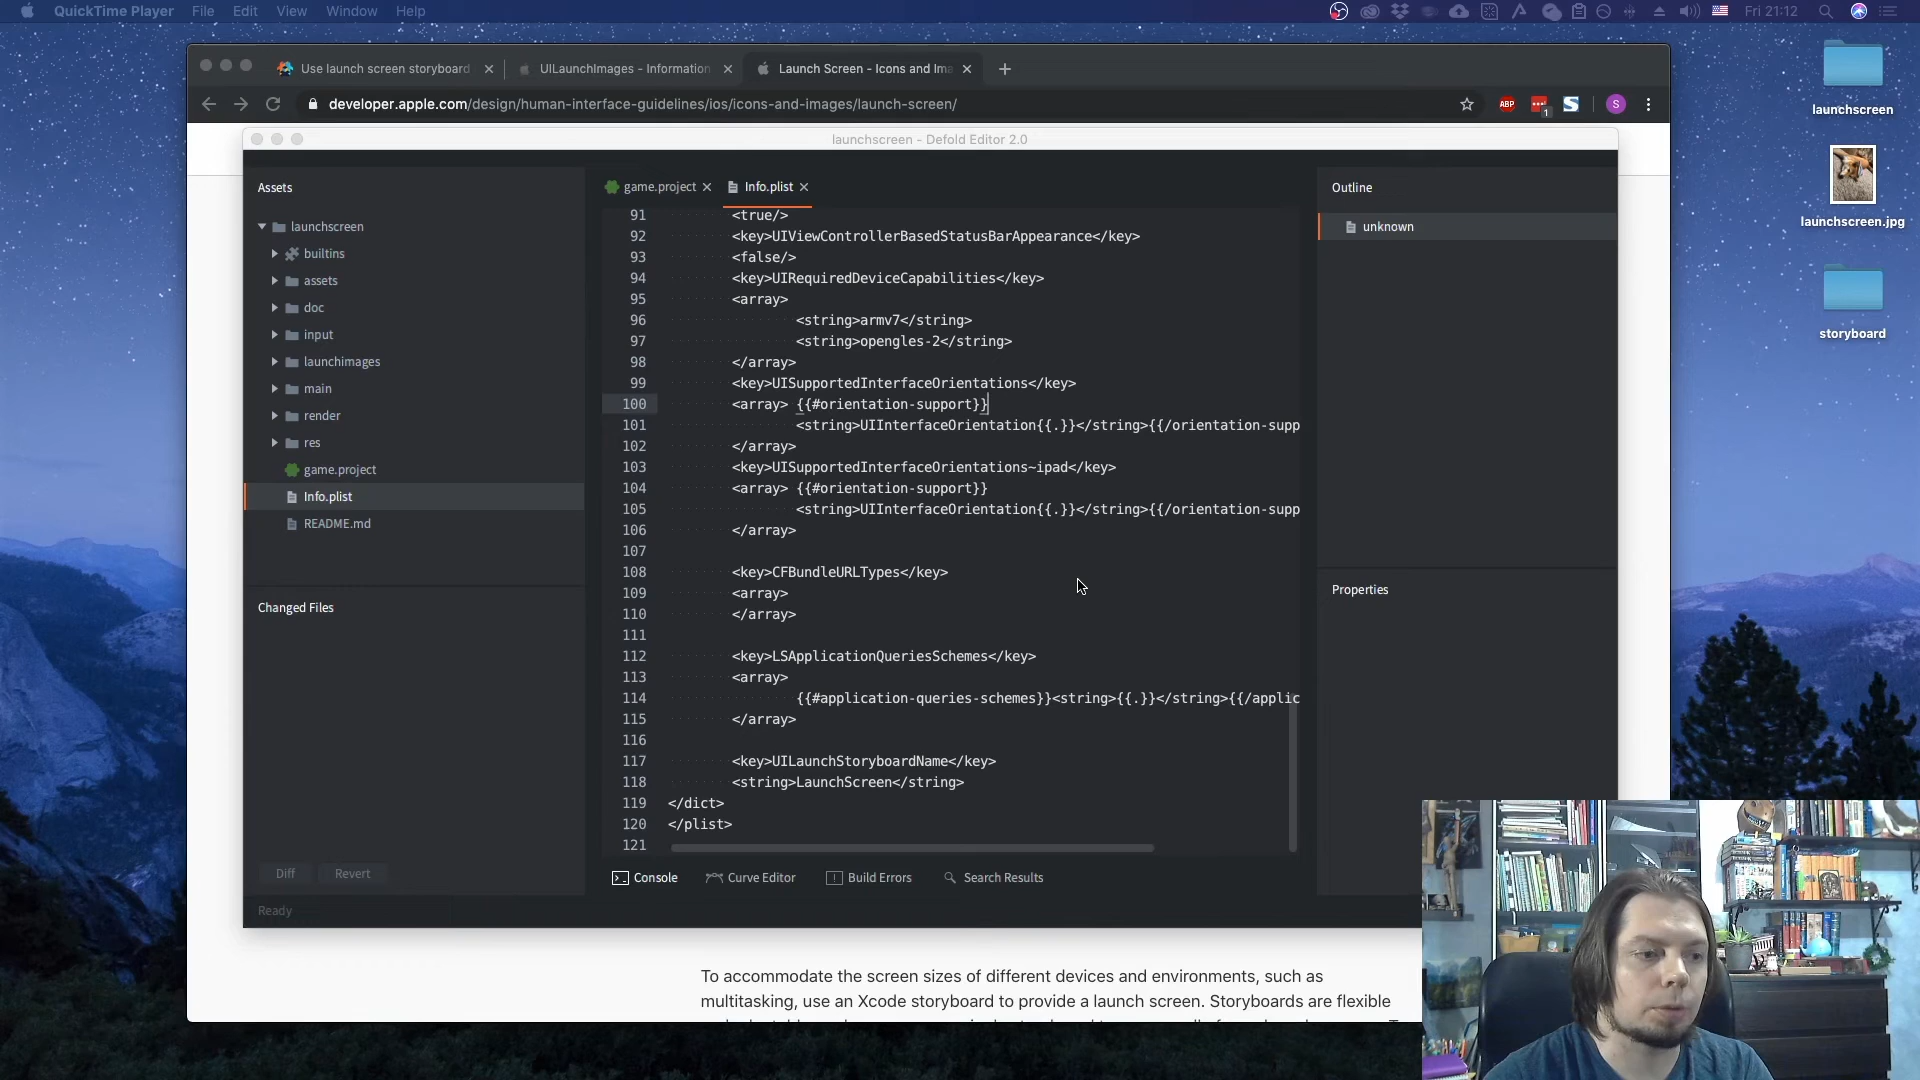 QuickTime Player File Edit View Window Help
Fri 21:12
Use launch screen storyboard
UILaunchImages - Information
Launch Screen - Icons and Ima
developer.apple.com/design/human-interface-guidelines/ios/icons-and-images/launch-screen/
ABP
1
S
launchscreen - Defold Editor 2.0
Assets
launchscreen
builtins
assets
doc
input
launchimages
main
render
res
game.project
Info.plist
README.md
Changed Files
Diff Revert
Ready
game.project
Info.plist
91 <true/>
92 <key>UIViewControllerBasedStatusBarAppearance</key>
93 <false/>
94 <key>UIRequiredDeviceCapabilities</key>
95 <array>
96 <string>armv7</string>
97 <string>opengles-2</string>
98 </array>
99 <key>UISupportedInterfaceOrientations</key>
100 <array> {{#orientation-support}}
101 <string>UIInterfaceOrientation{{.}}</string>{{/orientation-supp
102 </array>
103 <key>UISupportedInterfaceOrientations~ipad</key>
104 <array> {{#orientation-support}}
105 <string>UIInterfaceOrientation{{.}}</string>{{/orientation-supp
106 </array>
107
108 <key>CFBundleURLTypes</key>
109 <array>
110 </array>
111
112 <key>LSApplicationQueriesSchemes</key>
113 <array>
114 {{#application-queries-schemes}}<string>{{.}}</string>{{/applic
115 </array>
116
117 <key>UILaunchStoryboardName</key>
118 <string>LaunchScreen</string>
119 </dict>
120 </plist>
121
Console Curve Editor Build Errors Search Results
Outline
unknown
Properties
launchscreen
launchscreen.jpg
storyboard
To accommodate the screen sizes of different devices and environments, such as
multitasking, use an Xcode storyboard to provide a launch screen. Storyboards are flexible